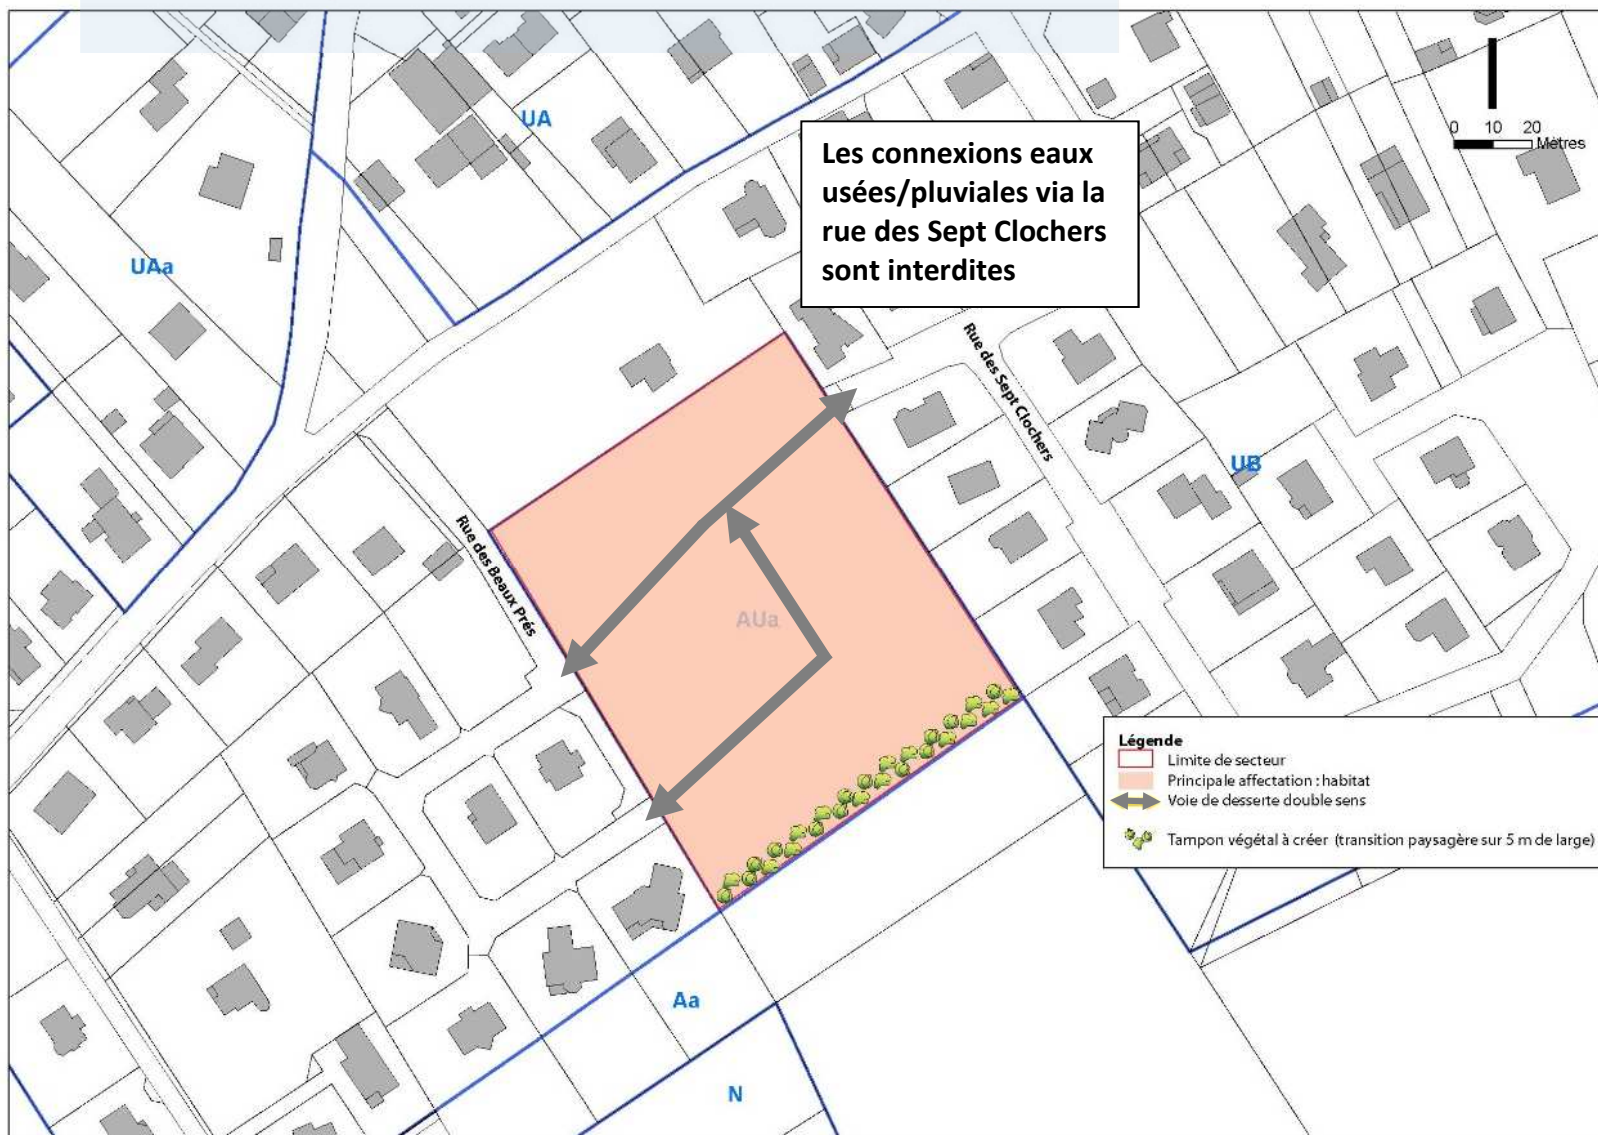 UA
Les connexions eaux
usées/pluviales via la
rue des Sept Clochers
sont interdites
0 10 20
Mètres
UAa
Rue des Sept Clochers
UB
Rue des Beaux Prés
AUa
Légende
Limite de secteur
Principale affectation : habitat
Voie de desserte double sens
Tampon végétal à créer (transition paysagère sur 5 m de large)
Aa
N